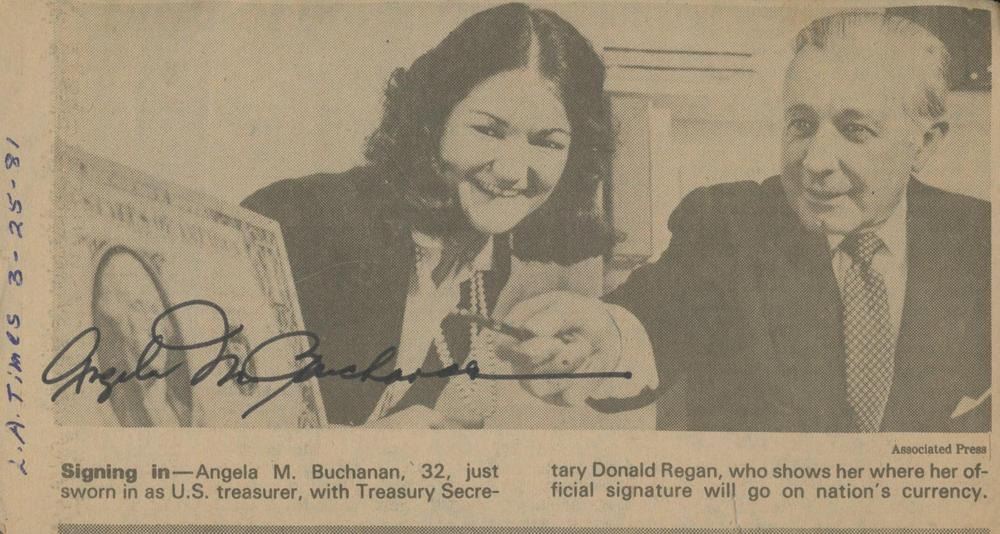 L.A. Times 3-25-81
Angela M. Buchanan
Associated Press
Signing in—Angela M. Buchanan, 32, just
sworn in as U.S. treasurer, with Treasury Secre-
tary Donald Regan, who shows her where her of-
ficial signature will go on nation's currency.